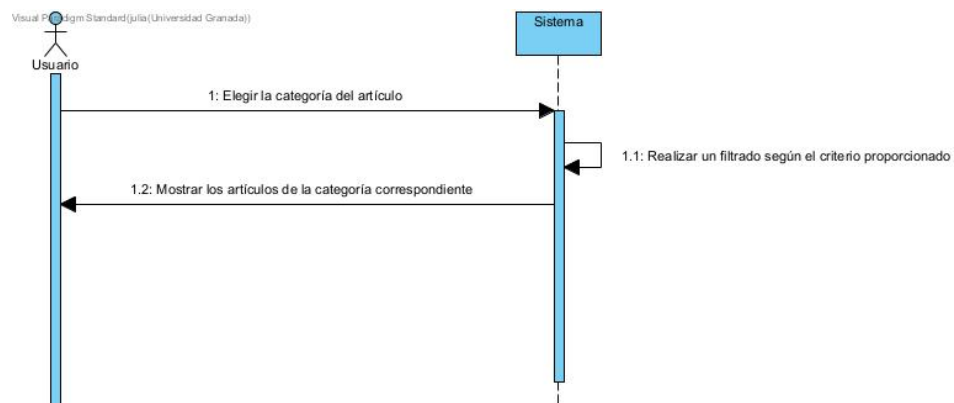 Visual Paradigm Standard(julia(Universidad Granada))
Sistema
Usuario
1: Elegir la categoría del artículo
1.1: Realizar un filtrado según el criterio proporcionado
1.2: Mostrar los artículos de la categoría correspondiente